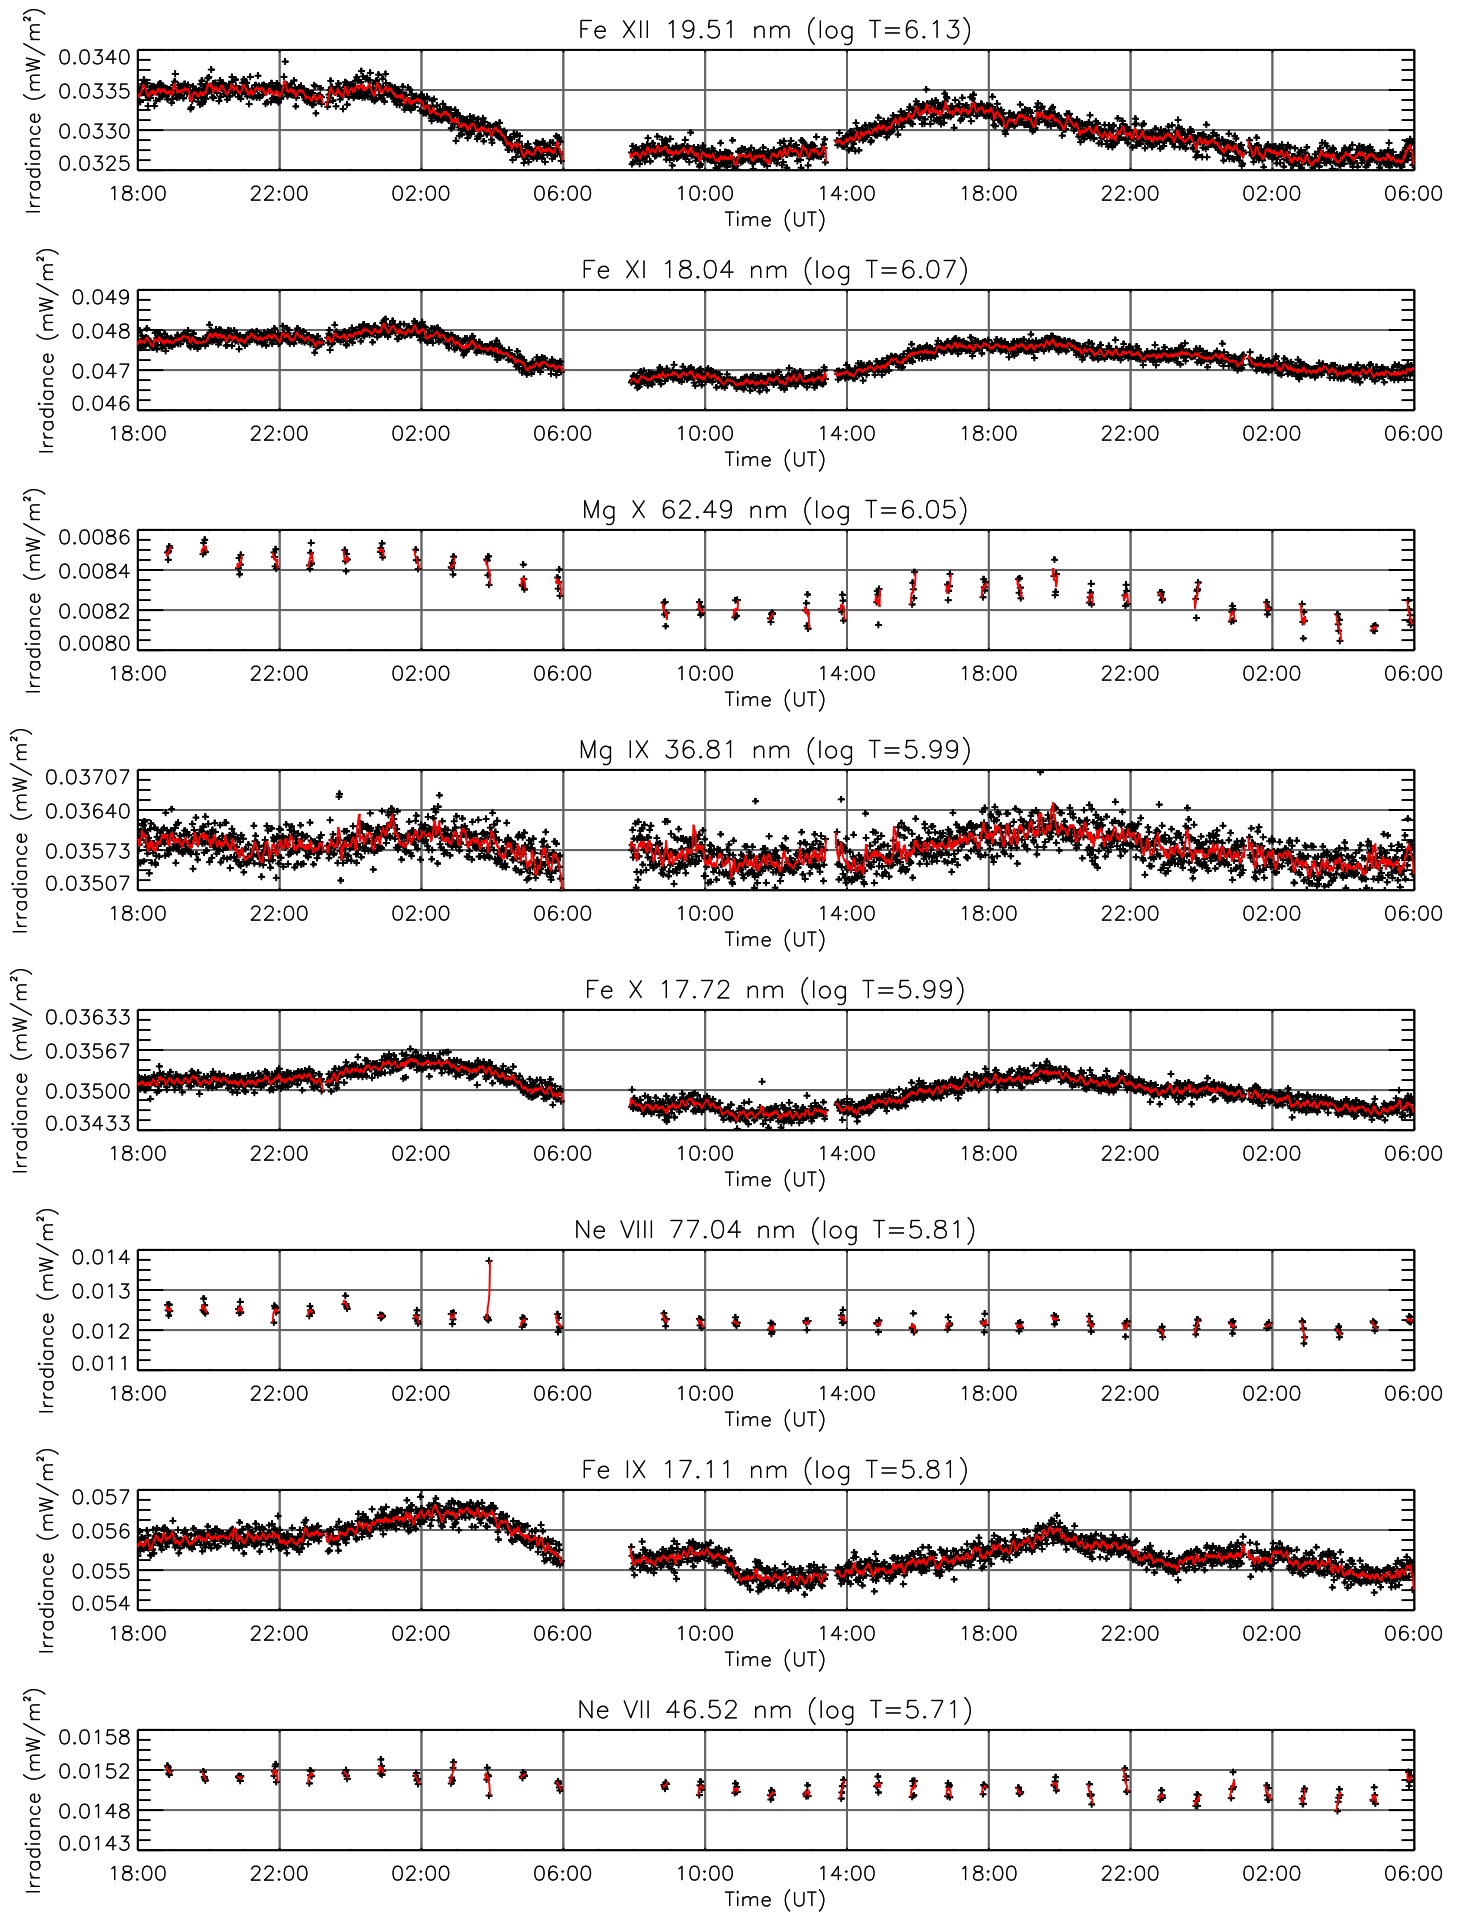 Fe XII 19.51 nm (log T=6.13)
Irradiance (mW/m²)
0.0340
0.0335
0.0330
0.0325
18:00 22:00 02:00 06:00 10:00 14:00 18:00 22:00 02:00 06:00
Time (UT)
Fe XI 18.04 nm (log T=6.07)
Irradiance (mW/m²)
0.049
0.048
0.047
0.046
18:00 22:00 02:00 06:00 10:00 14:00 18:00 22:00 02:00 06:00
Time (UT)
Mg X 62.49 nm (log T=6.05)
Irradiance (mW/m²)
0.0086
0.0084
0.0082
0.0080
18:00 22:00 02:00 06:00 10:00 14:00 18:00 22:00 02:00 06:00
Time (UT)
Mg IX 36.81 nm (log T=5.99)
Irradiance (mW/m²)
0.03707
0.03640
0.03573
0.03507
18:00 22:00 02:00 06:00 10:00 14:00 18:00 22:00 02:00 06:00
Time (UT)
Fe X 17.72 nm (log T=5.99)
Irradiance (mW/m²)
0.03633
0.03567
0.03500
0.03433
18:00 22:00 02:00 06:00 10:00 14:00 18:00 22:00 02:00 06:00
Time (UT)
Ne VIII 77.04 nm (log T=5.81)
Irradiance (mW/m²)
0.014
0.013
0.012
0.011
18:00 22:00 02:00 06:00 10:00 14:00 18:00 22:00 02:00 06:00
Time (UT)
Fe IX 17.11 nm (log T=5.81)
Irradiance (mW/m²)
0.057
0.056
0.055
0.054
18:00 22:00 02:00 06:00 10:00 14:00 18:00 22:00 02:00 06:00
Time (UT)
Ne VII 46.52 nm (log T=5.71)
Irradiance (mW/m²)
0.0158
0.0152
0.0148
0.0143
18:00 22:00 02:00 06:00 10:00 14:00 18:00 22:00 02:00 06:00
Time (UT)